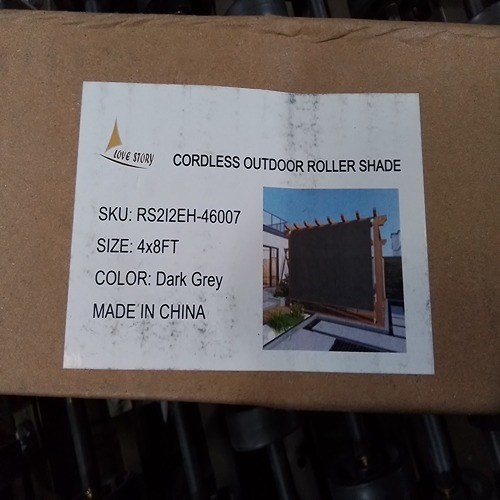 LOVE STORY
CORDLESS OUTDOOR ROLLER SHADE
SKU: RS2I2EH-46007
SIZE: 4x8FT
COLOR: Dark Grey
MADE IN CHINA